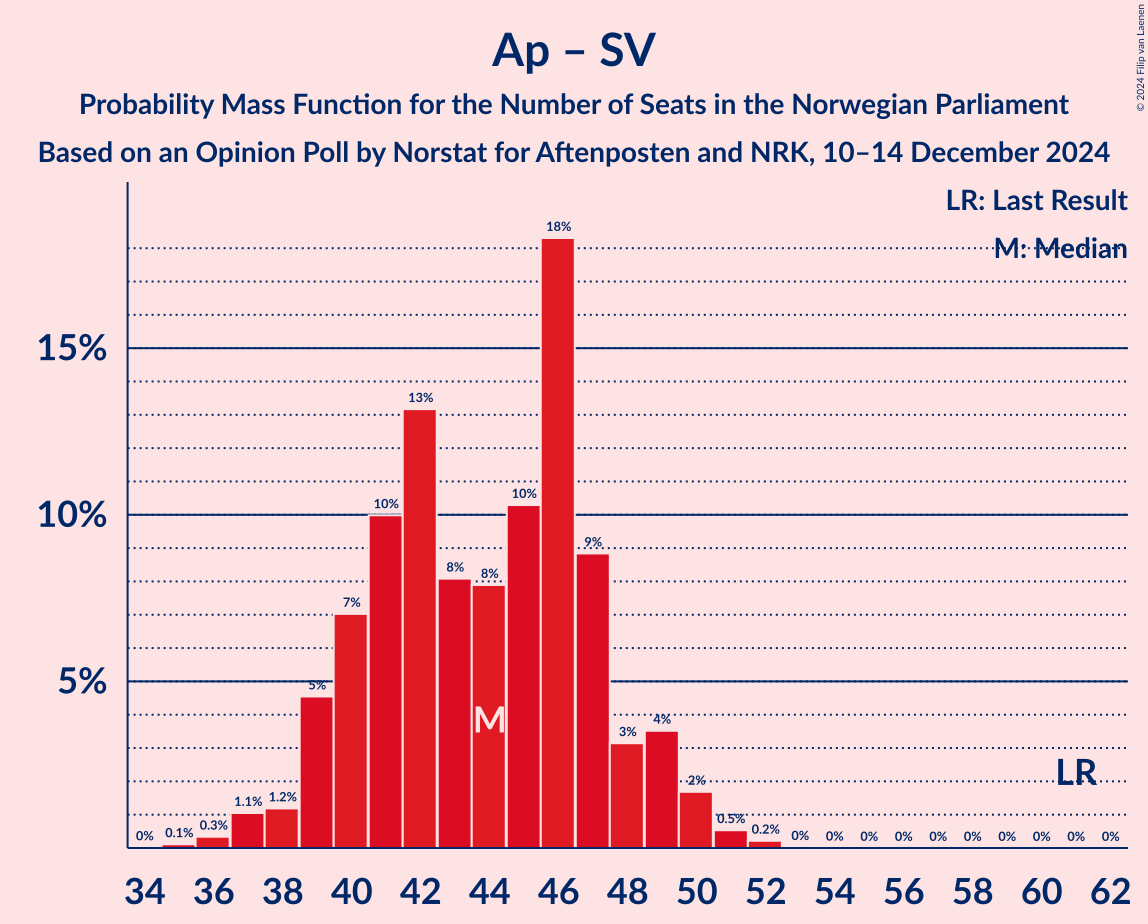 Ap – SV
Probability Mass Function for the Number of Seats in the Norwegian Parliament
Based on an Opinion Poll by Norstat for Aftenposten and NRK, 10–14 December 2024
© 2024 Filip van Laenen
LR: Last Result
M: Median
15%
10%
5%
0% 0.1% 0.3% 1.1% 1.2% 5% 7% 10% 13% 8% 8% 10% 18% 9% 3% 4% 2% 0.5% 0.2% 0% 0% 0% 0% 0% 0% 0% 0% 0% 0%
M
LR
34 36 38 40 42 44 46 48 50 52 54 56 58 60 62